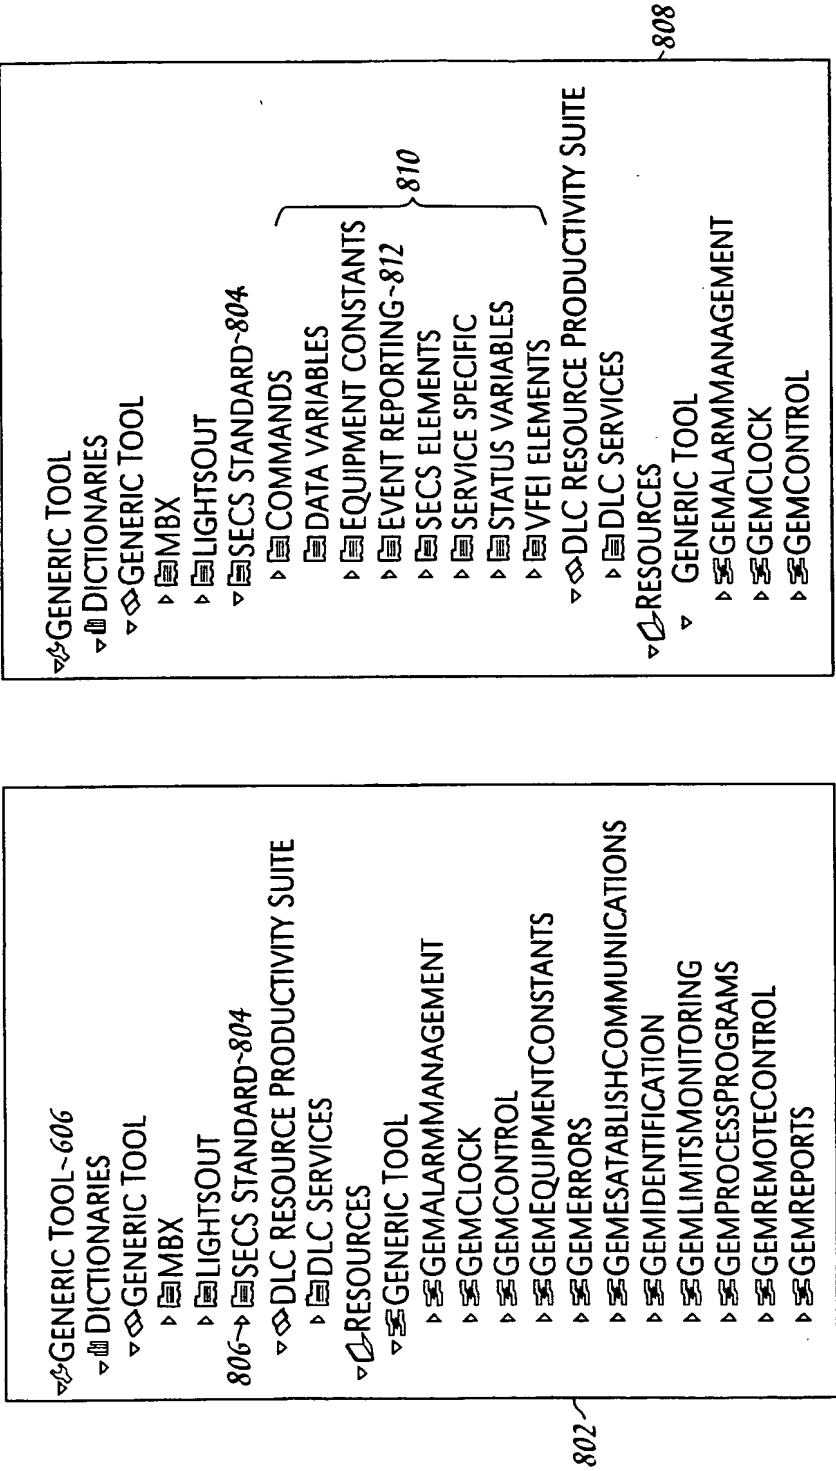 GENERIC TOOL~606
DICTIONARIES
GENERIC TOOL
MBX
LIGHTSOUT
806 SECS STANDARD~804
DLC RESOURCE PRODUCTIVITY SUITE
DLC SERVICES
RESOURCES
GENERIC TOOL
GEMALARMMANAGEMENT
GEMCLOCK
GEMCONTROL
GEMEQUIPMENTCONSTANTS
GEMERRORS
GEMESATABLISHCOMMUNICATIONS
GEMIDENTIFICATION
GEMLIMITSMONITORING
GEMPROCESSPROGRAMS
GEMREMOTECONTROL
GEMREPORTS
802
GENERIC TOOL
DICTIONARIES
GENERIC TOOL
MBX
LIGHTSOUT
SECS STANDARD~804
COMMANDS
DATA VARIABLES
EQUIPMENT CONSTANTS
EVENT REPORTING~812
SECS ELEMENTS
SERVICE SPECIFIC
STATUS VARIABLES
VFEI ELEMENTS
810
DLC RESOURCE PRODUCTIVITY SUITE
DLC SERVICES
RESOURCES
GENERIC TOOL
GEMALARMMANAGEMENT
GEMCLOCK
GEMCONTROL
808